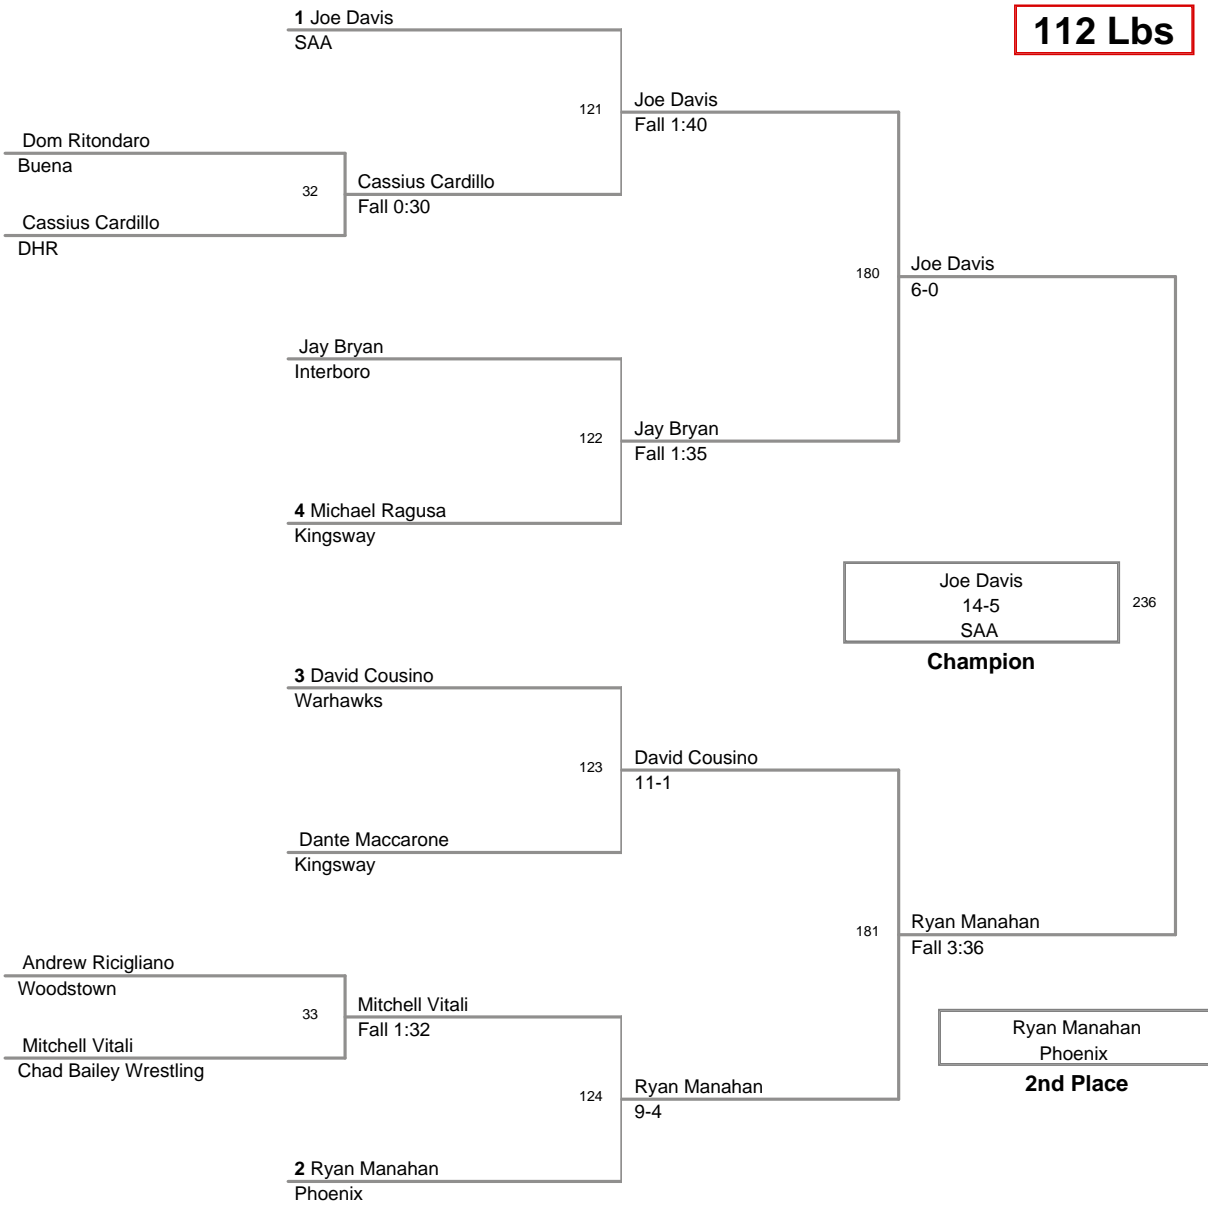 1 Joe Davis
SAA
112 Lbs
121
Joe Davis
Fall 1:40
Dom Ritondaro
Buena
32
Cassius Cardillo
Fall 0:30
Cassius Cardillo
DHR
180
Joe Davis
6-0
Jay Bryan
Interboro
122
Jay Bryan
Fall 1:35
4 Michael Ragusa
Kingsway
Joe Davis
14-5
SAA
236
Champion
3 David Cousino
Warhawks
123
David Cousino
11-1
Dante Maccarone
Kingsway
181
Ryan Manahan
Fall 3:36
Andrew Ricigliano
Woodstown
33
Mitchell Vitali
Fall 1:32
Mitchell Vitali
Chad Bailey Wrestling
Ryan Manahan
Phoenix
2nd Place
124
Ryan Manahan
9-4
2 Ryan Manahan
Phoenix